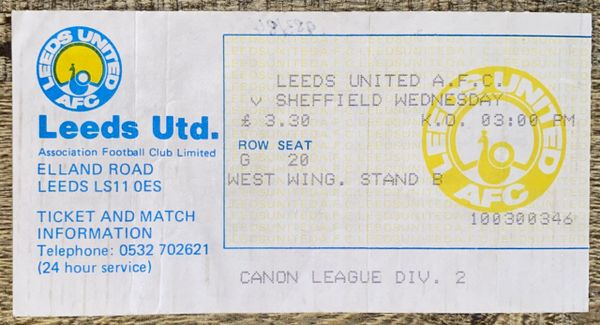 LEEDS UNITED
AFC
Leeds Utd.
Association Football Club Limited
ELLAND ROAD
LEEDS LS11 0ES
TICKET AND MATCH
INFORMATION
Telephone: 0532 702621
(24 hour service)
LEEDS UNITED A.F.C.
v SHEFFIELD WEDNESDAY
£ 3.30 K.O. 03:00 PM
ROW SEAT
G 20
WEST WING. STAND B
LEEDS UNITED
AFC
100300346
CANON LEAGUE DIV. 2